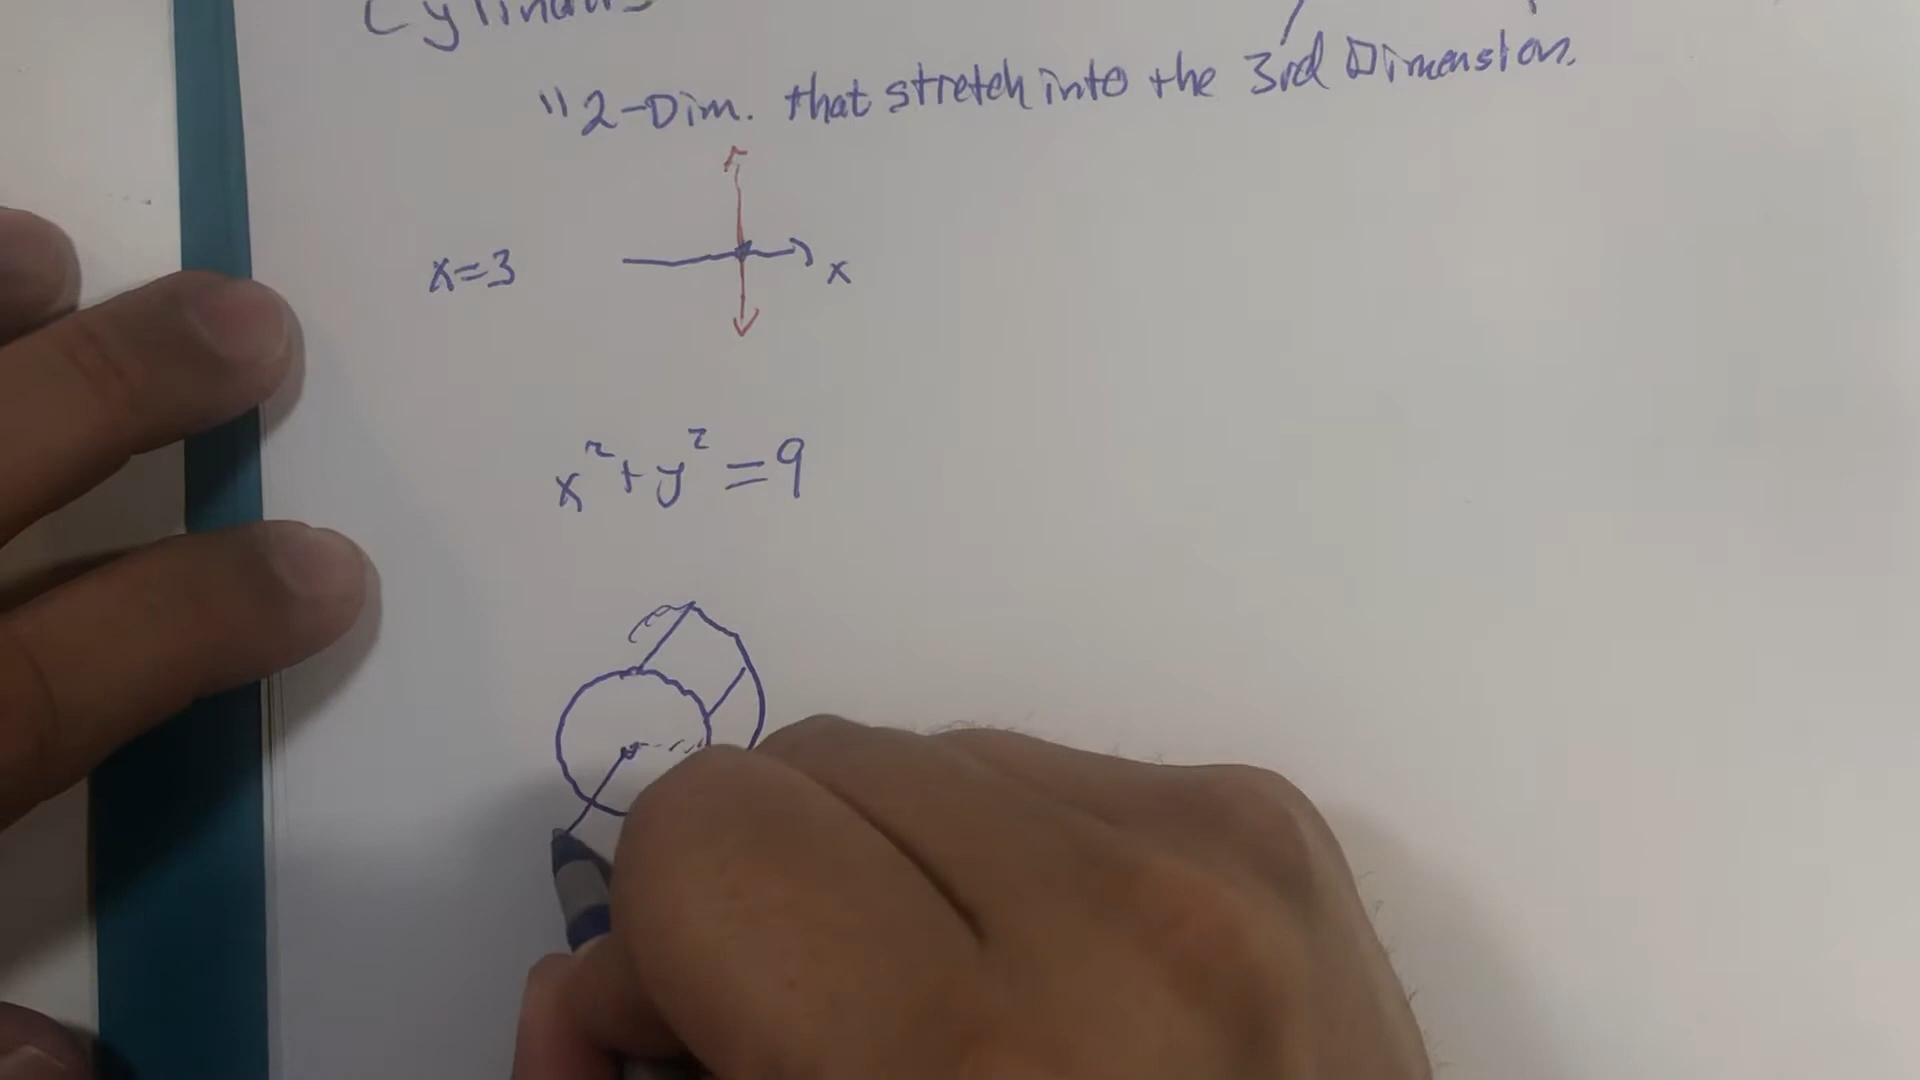 "2-Dim. that stretch into the 3rd Dimension.
x=3
x
x²+y²=9